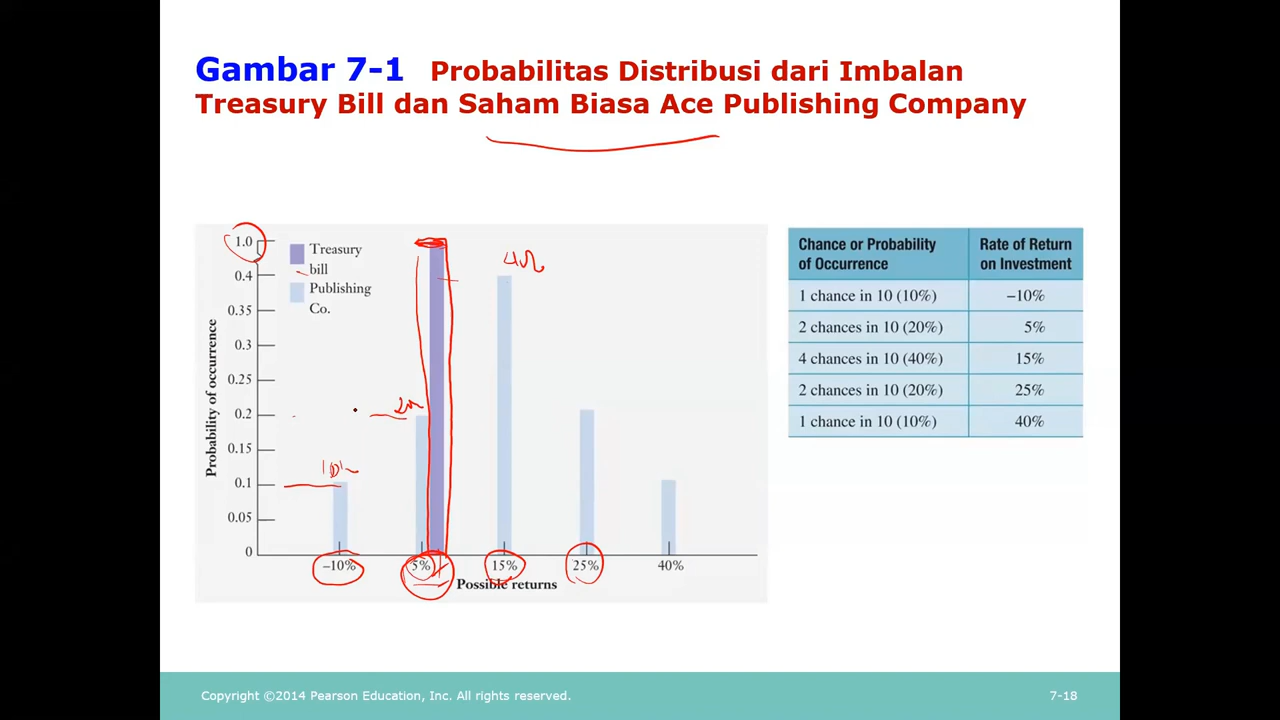 Gambar 7-1 Probabilitas Distribusi dari Imbalan
Treasury Bill dan Saham Biasa Ace Publishing Company
Probability of occurrence
1.0
0.4
0.35
0.3
0.25
0.2
0.15
0.1
0.05
0
Treasury
bill
Publishing
Co.
10%
–10%
5%
15%
25%
40%
Possible returns
Chance or Probability of Occurrence
Rate of Return on Investment
1 chance in 10 (10%) –10%
2 chances in 10 (20%) 5%
4 chances in 10 (40%) 15%
2 chances in 10 (20%) 25%
1 chance in 10 (10%) 40%
Copyright ©2014 Pearson Education, Inc. All rights reserved.
7-18